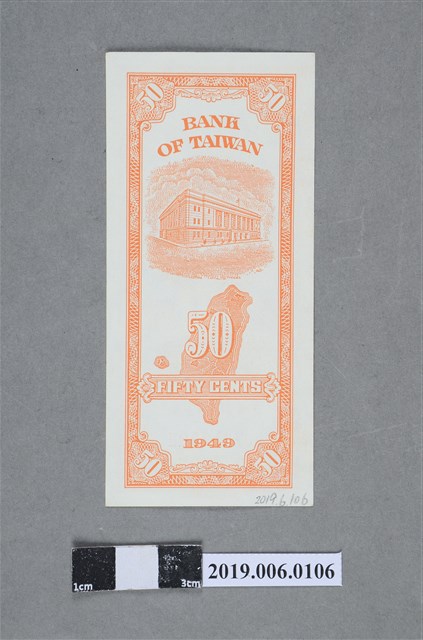 50 50
BANK
OF TAIWAN
50
FIFTY CENTS
1949
50 50
2019.6.106
1cm 3cm
2019.006.0106